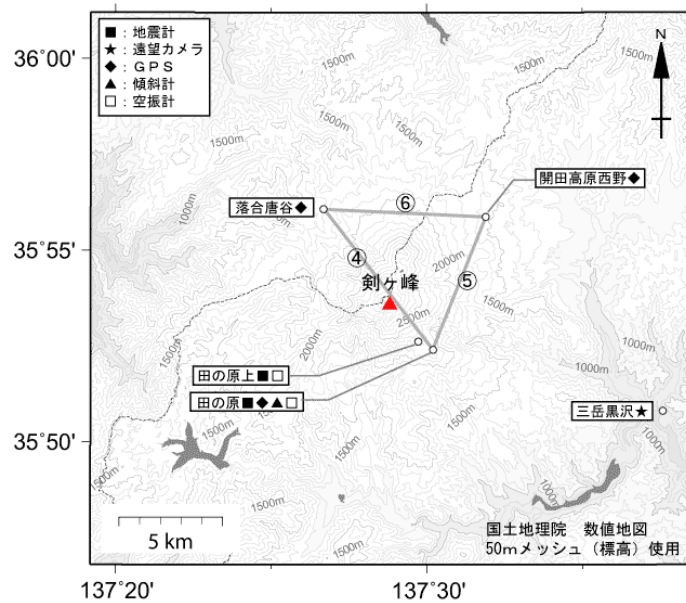 36°00'
■：地震計
★：遠望カメラ
◆：ＧＰＳ
▲：傾斜計
□：空振計
N
1500m
1500m
1500m
1500m
1000m
開田高原西野◆
落合唐谷◆
⑥
35°55'
④
2000m
⑤
剣ヶ峰
1500m
2500m
2000m
1000m
1000m
田の原上■□
田の原■◆▲□
三岳黒沢★
35°50'
1500m
1500m
1500m
1000m
1000m
1500m
5 km
国土地理院　数値地図
50mメッシュ（標高）使用
137°20'
137°30'